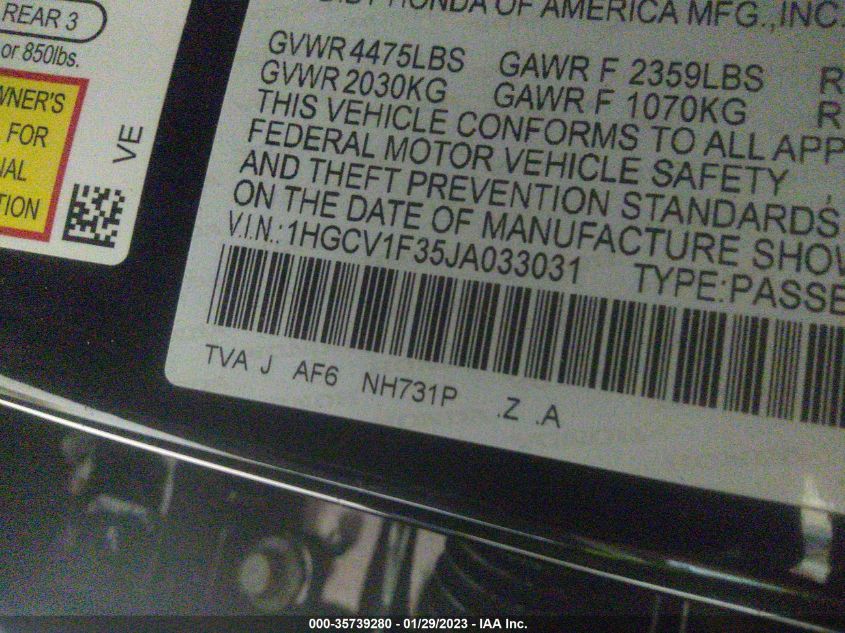 REAR 3
or 850lbs.
WNER'S
FOR
TION
VE
HONDA OF AMERICA MFG.,INC.
GVWR 4475LBS GAWR F 2359LBS R
GVWR 2030KG GAWR F 1070KG R
THIS VEHICLE CONFORMS TO ALL APP
FEDERAL MOTOR VEHICLE SAFETY
AND THEFT PREVENTION STANDARDS
ON THE DATE OF MANUFACTURE SHOW
V.I.N.: 1HGCV1F35JA033031 TYPE:PASSE
TVA J AF6 NH731P .Z .A
000-35739280 - 01/29/2023 - IAA Inc.